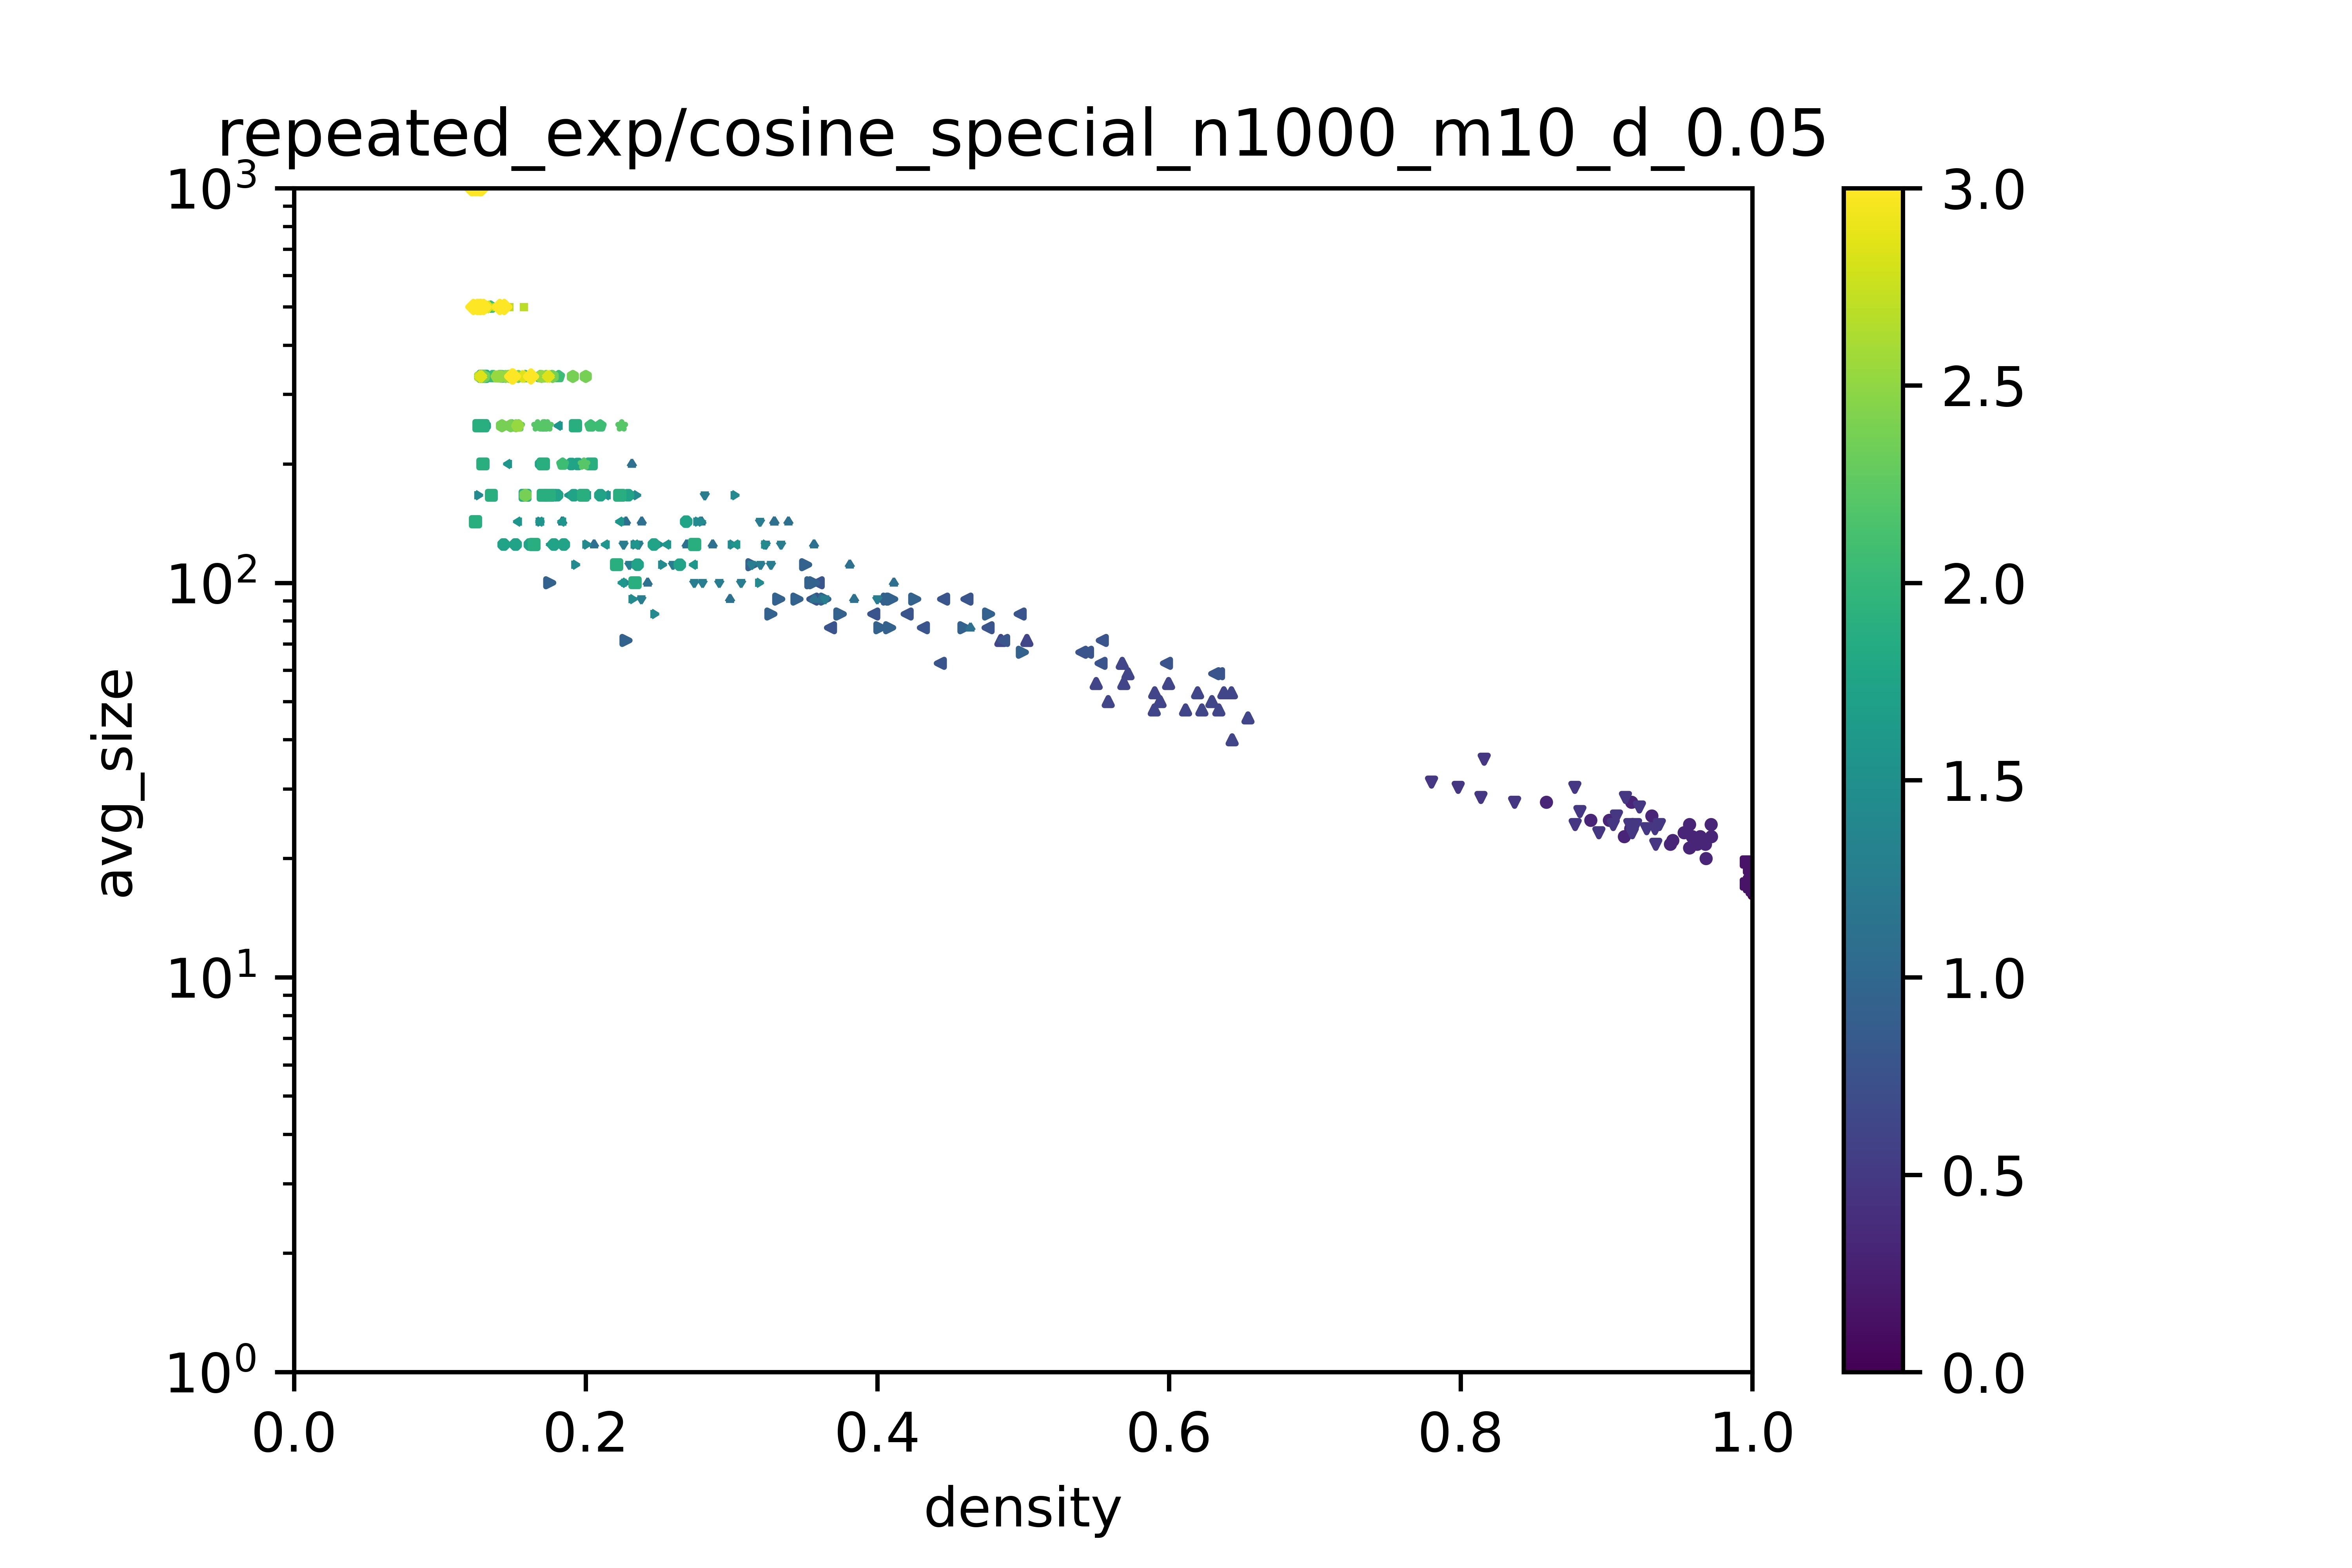 repeated_exp/cosine_special_n1000_m10_d_0.05
10³
10²
10¹
10⁰
avg_size
0.0 0.2 0.4 0.6 0.8 1.0
density
3.0
2.5
2.0
1.5
1.0
0.5
0.0